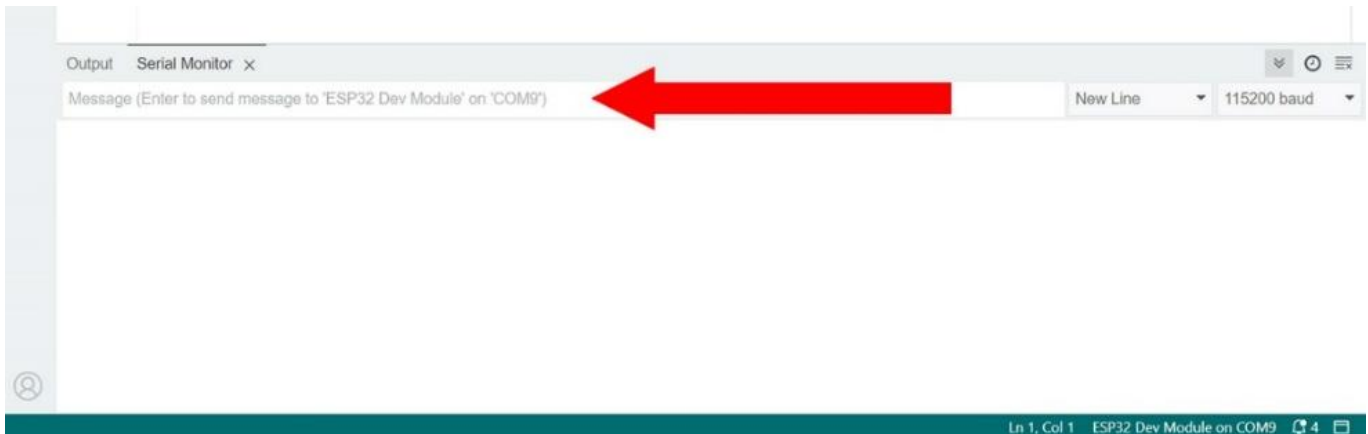 Output Serial Monitor
Message (Enter to send message to 'ESP32 Dev Module' on 'COM9') New Line 115200 baud
Ln 1, Col 1 ESP32 Dev Module on COM9 4